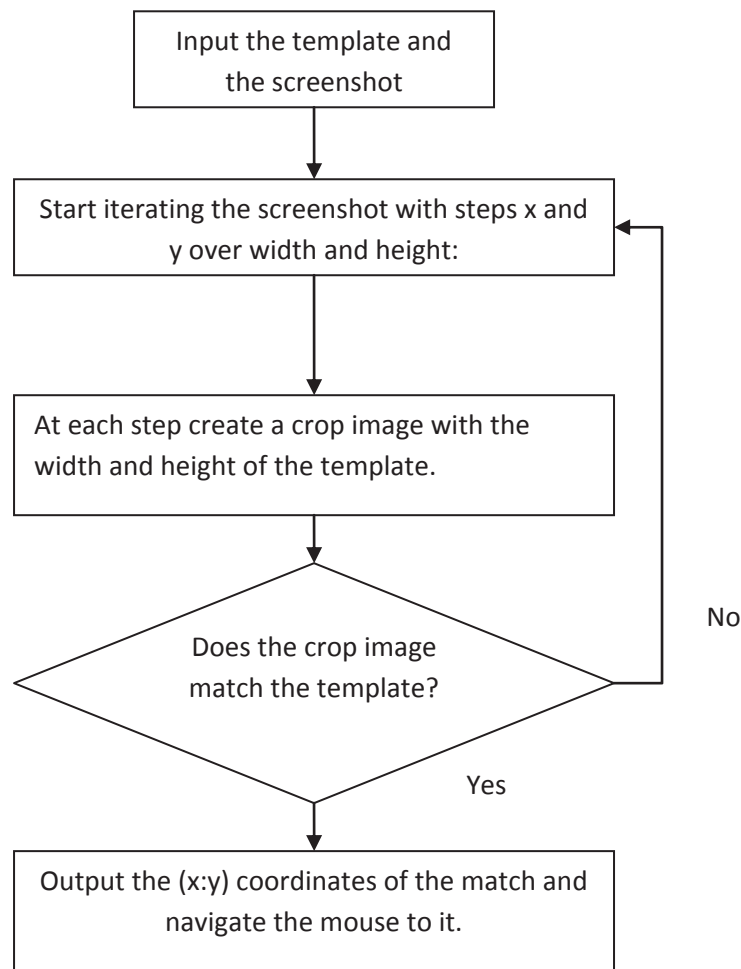 Input the template and
the screenshot
Start iterating the screenshot with steps x and
y over width and height:
At each step create a crop image with the
width and height of the template.
Does the crop image
match the template?
No
Yes
Output the (x:y) coordinates of the match and
navigate the mouse to it.